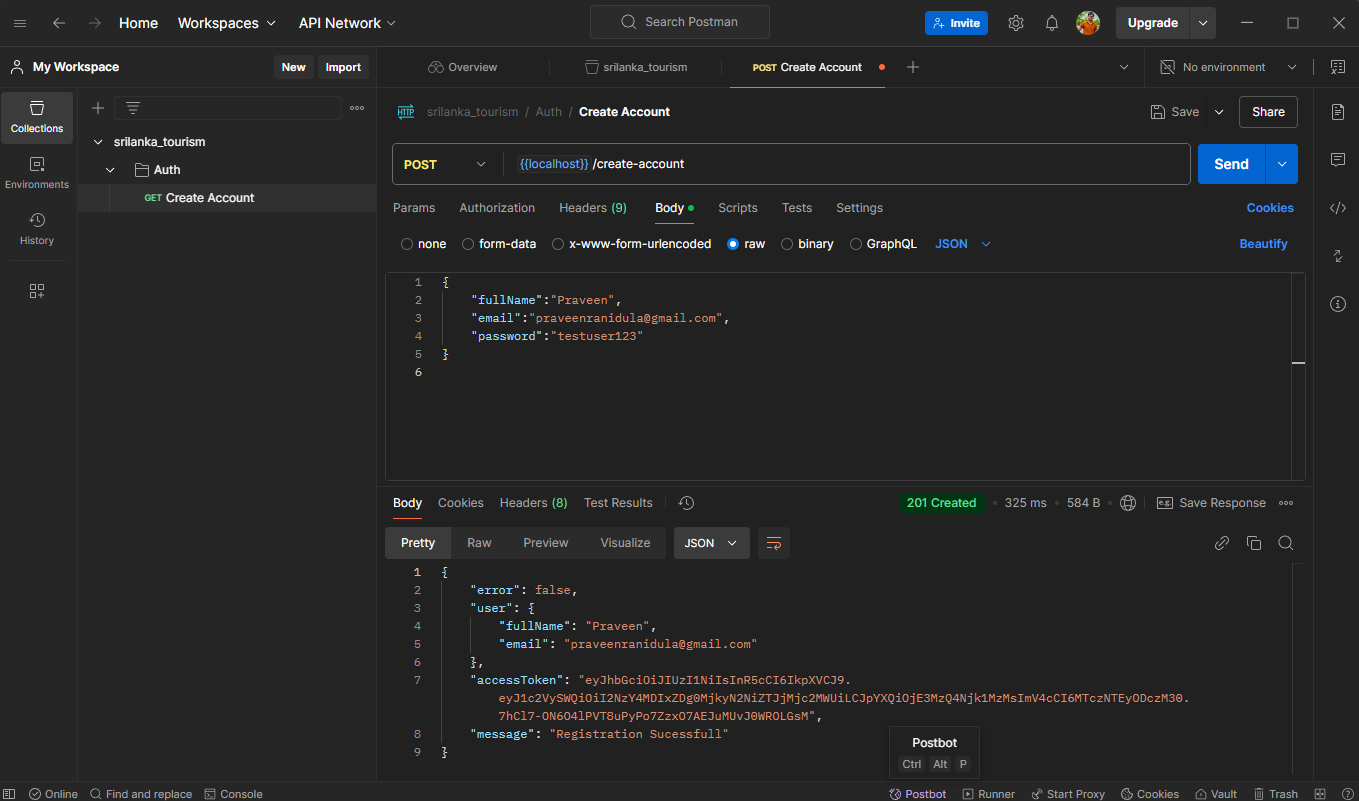 Home Workspaces API Network Search Postman Invite Upgrade
My Workspace New Import Overview srilanka_tourism POST Create Account No environment
Collections
Environments
History
srilanka_tourism
Auth
GET Create Account
HTTP srilanka_tourism / Auth / Create Account Save Share
POST {{localhost}} /create-account Send
Params Authorization Headers (9) Body Scripts Tests Settings Cookies
none form-data x-www-form-urlencoded raw binary GraphQL JSON Beautify
1 {
2 "fullName":"Praveen",
3 "email":"praveenranidula@gmail.com",
4 "password":"testuser123"
5 }
6
Body Cookies Headers (8) Test Results 201 Created 325 ms 584 B e.g. Save Response
Pretty Raw Preview Visualize JSON
1 {
2 "error": false,
3 "user": {
4 "fullName": "Praveen",
5 "email": "praveenranidula@gmail.com"
6 },
7 "accessToken": "eyJhbGciOiJIUzI1NiIsInR5cCI6IkpXVCJ9.
eyJ1c2VySWQiOiI2NzY4MDIxZDg0MjkyN2NiZTJjMjc2MWUiLCJpYXQiOjE3MzQ4Njk1MzMsImV4cCI6MTczNTEyODczM30.
7hCl7-ON6O4lPVT8uPyPo7ZzxO7AEJuMUvJ0WROLGsM",
8 "message": "Registration Sucessfull"
9 }
Postbot
Ctrl Alt P
Online Find and replace Console Postbot Runner Start Proxy Cookies Vault Trash